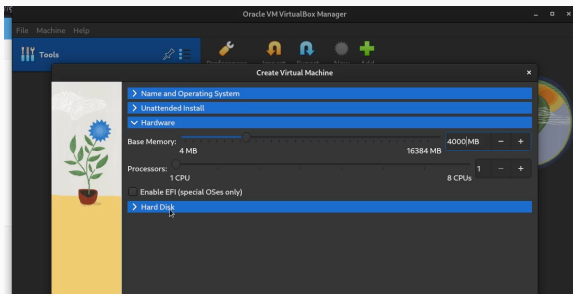 Oracle VM VirtualBox Manager
File Machine Help
Tools
Create Virtual Machine
Name and Operating System
Unattended Install
Hardware
Base Memory:
4000 MB
4 MB
16384 MB
Processors:
1
1 CPU
8 CPUs
Enable EFI (special OSes only)
Hard Disk